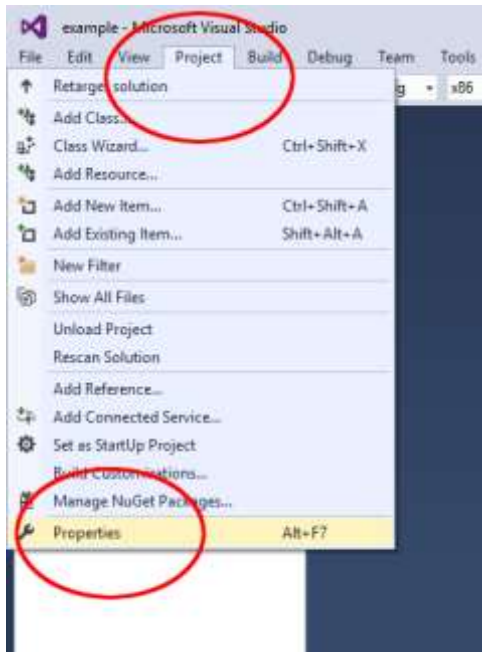 example - Microsoft Visual Studio
File Edit View Project Build Debug Team Tools
Retarget solution
g x86
Add Class...
Class Wizard... Ctrl+Shift+X
Add Resource...
Add New Item... Ctrl+Shift+A
Add Existing Item... Shift+Alt+A
New Filter
Show All Files
Unload Project
Rescan Solution
Add Reference...
Add Connected Service...
Set as StartUp Project
Build Customizations...
Manage NuGet Packages...
Properties Alt+F7